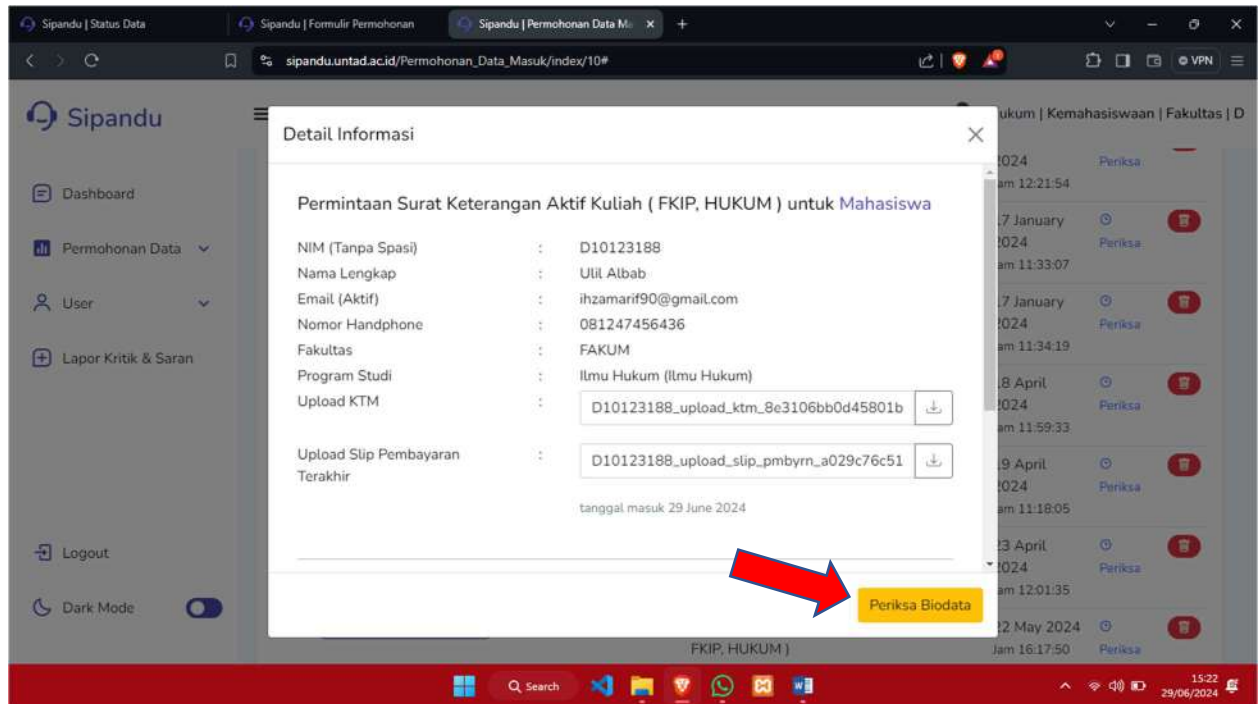 Sipandu | Status Data
Sipandu | Formulir Permohonan
Sipandu | Permohonan Data Ma
sipandu.untad.ac.id/Permohonan_Data_Masuk/index/10#
VPN
Sipandu
ukum | Kemahasiswaan | Fakultas | D
Dashboard
Permohonan Data
User
Lapor Kritik & Saran
Logout
Dark Mode
Detail Informasi
Permintaan Surat Keterangan Aktif Kuliah ( FKIP, HUKUM ) untuk Mahasiswa
NIM (Tanpa Spasi) : D10123188
Nama Lengkap : Ulil Albab
Email (Aktif) : ihzamarif90@gmail.com
Nomor Handphone : 081247456436
Fakultas : FAKUM
Program Studi : Ilmu Hukum (Ilmu Hukum)
Upload KTM : D10123188_upload_ktm_8e3106bb0d45801b
Upload Slip Pembayaran : D10123188_upload_slip_pmbyrn_a029c76c51
Terakhir
tanggal masuk 29 June 2024
Periksa Biodata
2024 Periksa
am 12:21:54
17 January
2024 Periksa
am 11:33:07
17 January
2024 Periksa
am 11:34:19
18 April
2024 Periksa
am 11:59:33
19 April
2024 Periksa
am 11:18:05
23 April
2024 Periksa
am 12:01:35
22 May 2024
Jam 16:17:50 Periksa
FKIP, HUKUM )
Search
15:22
29/06/2024